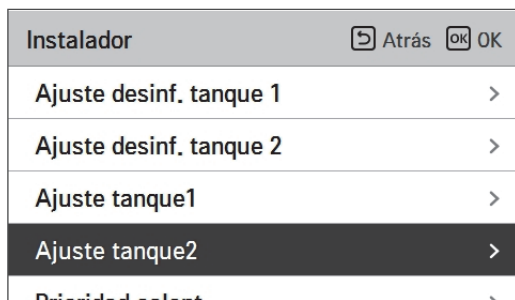 Instalador Atrás OK OK
Ajuste desinf. tanque 1 >
Ajuste desinf. tanque 2 >
Ajuste tanque1 >
Ajuste tanque2 >